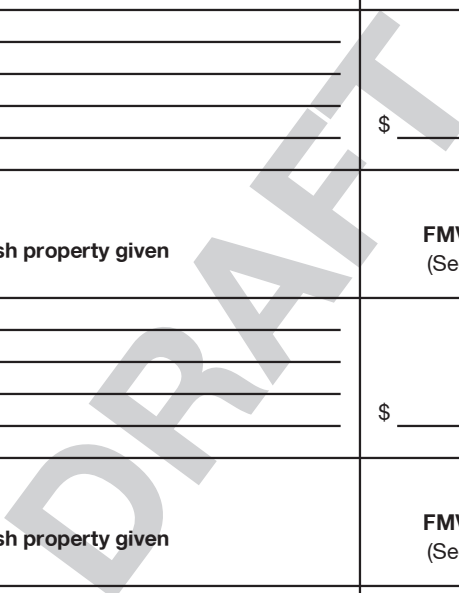 $
FMV
sh property given
(Se
$
FMV
sh property given
(Se
DRAFT